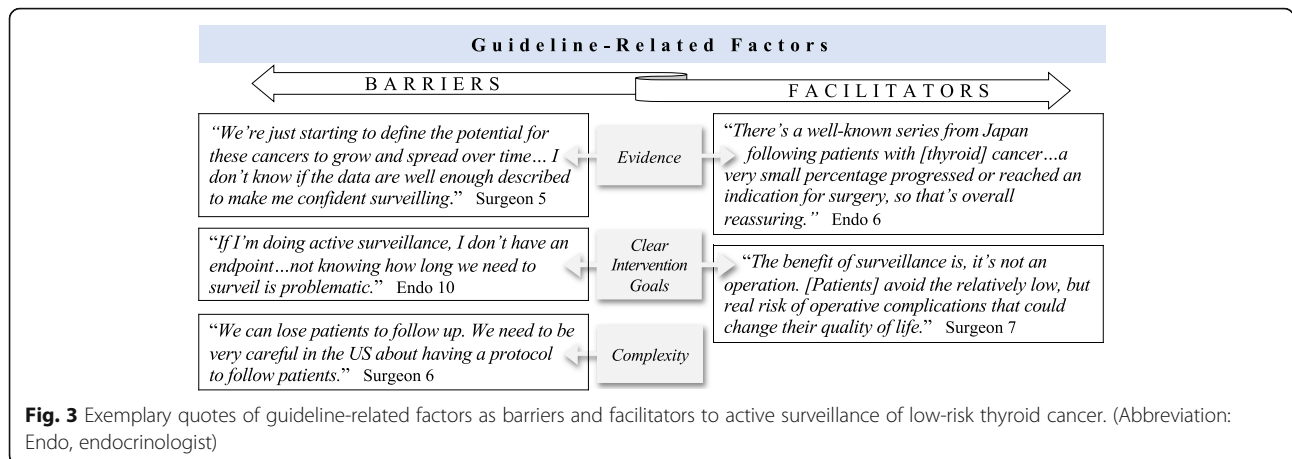 Guideline-Related Factors
BARRIERS
FACILITATORS
“We’re just starting to define the potential for
these cancers to grow and spread over time… I
don’t know if the data are well enough described
to make me confident surveilling.” Surgeon 5
Evidence
“There’s a well-known series from Japan
following patients with [thyroid] cancer…a
very small percentage progressed or reached an
indication for surgery, so that’s overall
reassuring.” Endo 6
“If I’m doing active surveillance, I don’t have an
endpoint…not knowing how long we need to
surveil is problematic.” Endo 10
Clear
Intervention
Goals
“The benefit of surveillance is, it’s not an
operation. [Patients] avoid the relatively low, but
real risk of operative complications that could
change their quality of life.” Surgeon 7
“We can lose patients to follow up. We need to be
very careful in the US about having a protocol
to follow patients.” Surgeon 6
Complexity
Fig. 3 Exemplary quotes of guideline-related factors as barriers and facilitators to active surveillance of low-risk thyroid cancer. (Abbreviation:
Endo, endocrinologist)